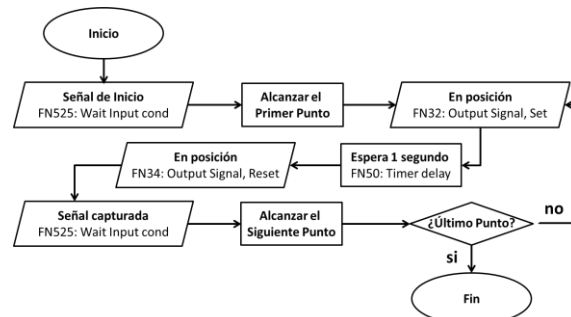 Inicio
Señal de Inicio
FN525: Wait Input cond
Alcanzar el
Primer Punto
En posición
FN32: Output Signal, Set
Espera 1 segundo
FN50: Timer delay
En posición
FN34: Output Signal, Reset
Señal capturada
FN525: Wait Input cond
Alcanzar el
Siguiente Punto
¿Último Punto?
no
si
Fin